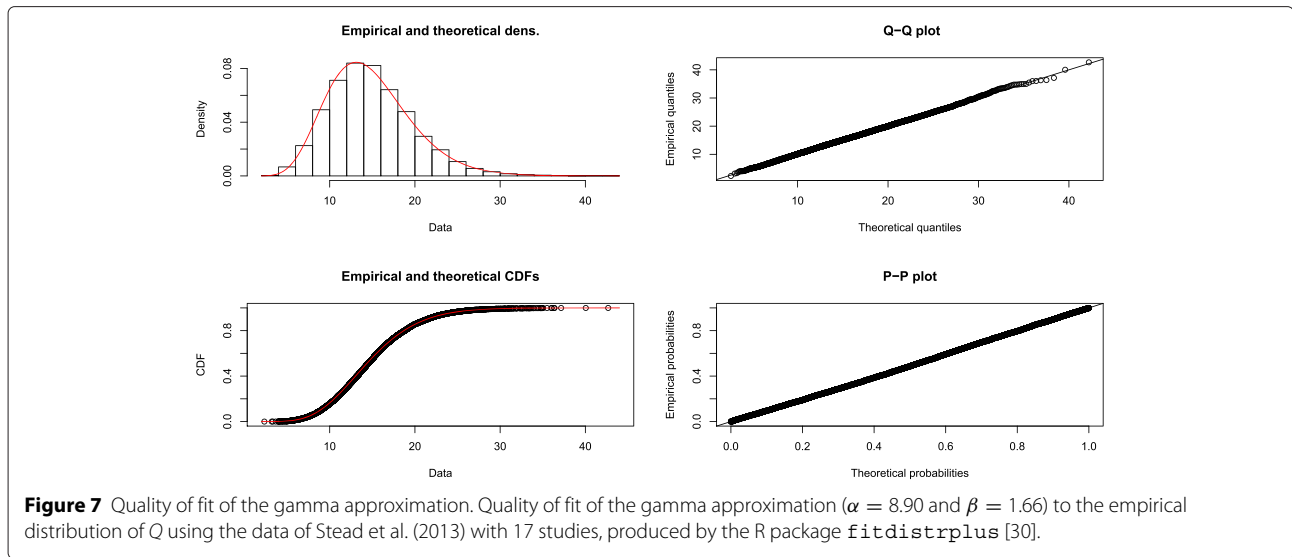 Empirical and theoretical dens.
Density
0.00 0.04 0.08
10 20 30 40
Data
Q−Q plot
Empirical quantiles
10 20 30 40
10 20 30 40
Theoretical quantiles
Empirical and theoretical CDFs
CDF
0.0 0.4 0.8
10 20 30 40
Data
P−P plot
Empirical probabilities
0.0 0.4 0.8
0.0 0.2 0.4 0.6 0.8 1.0
Theoretical probabilities
Figure 7 Quality of fit of the gamma approximation. Quality of fit of the gamma approximation (α = 8.90 and β = 1.66) to the empirical
distribution of Q using the data of Stead et al. (2013) with 17 studies, produced by the R package fitdistrplus [30].